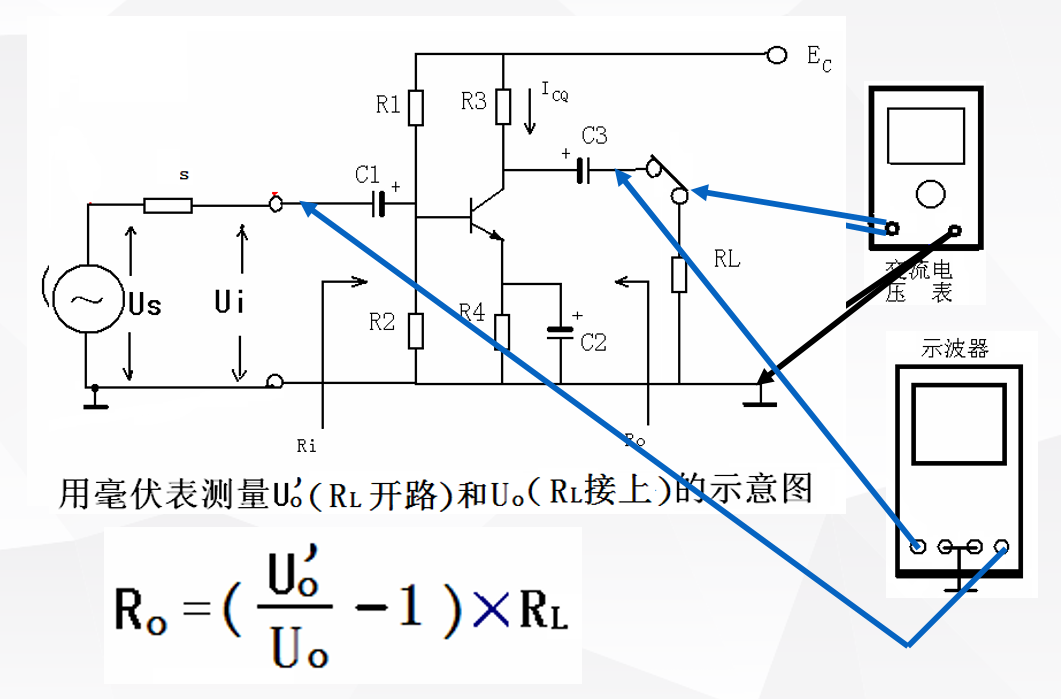 E_C
R1
R3
I_CQ
C3
+
s
C1
+
RL
交流电
压 表
Us
Ui
R2
R4
+
C2
示波器
Ri
Ro
用毫伏表测量Uo′(RL开路)和Uo(RL接上)的示意图
Ro=(Uo′/Uo-1)×RL